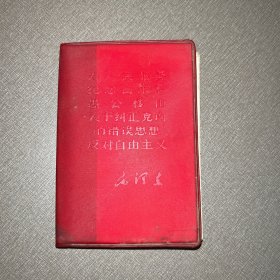 为人民服务
纪念白求恩
愚公移山
关于纠正党内
的错误思想
反对自由主义
毛泽东